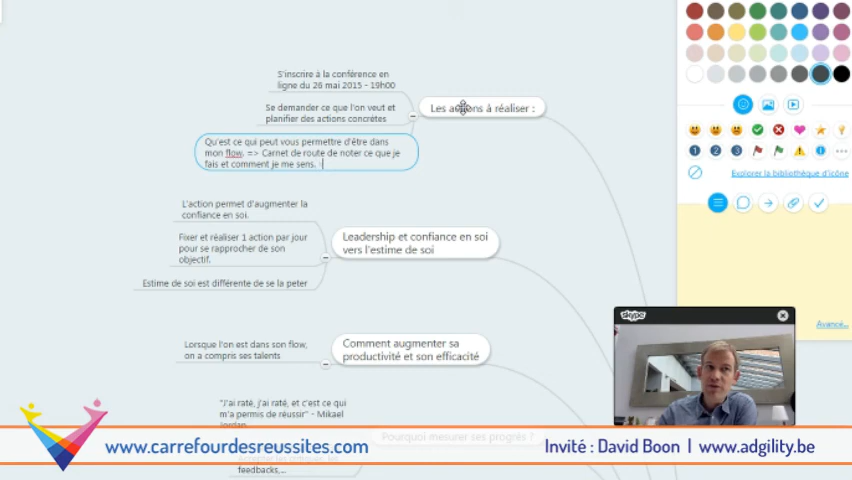 S'inscrire à la conférence en
ligne du 26 mai 2015 - 19h00
Se demander ce que l'on veut et
planifier des actions concrètes
Qu'est ce qui peut vous permettre d'être dans
mon flow. => Carnet de route de noter ce que je
fais et comment je me sens.
Les actions à réaliser :
L'action permet d'augmenter la
confiance en soi.
Fixer et réaliser 1 action par jour
pour se rapprocher de son
objectif.
Estime de soi est différente de se la peter
Leadership et confiance en soi
vers l'estime de soi
Lorsque l'on est dans son flow,
on a compris ses talents
Comment augmenter sa
productivité et son efficacité
"J'ai raté, j'ai raté, et c'est ce qui
m'a permis de réussir" - Mikael
Jordan
Pourquoi mesurer ses progrès ?
Accepter les critiques, les
feedbacks,...
Explorer la bibliothèque d'icône
Avancé...
skype
www.carrefourdesreussites.com
Invité : David Boon | www.adgility.be